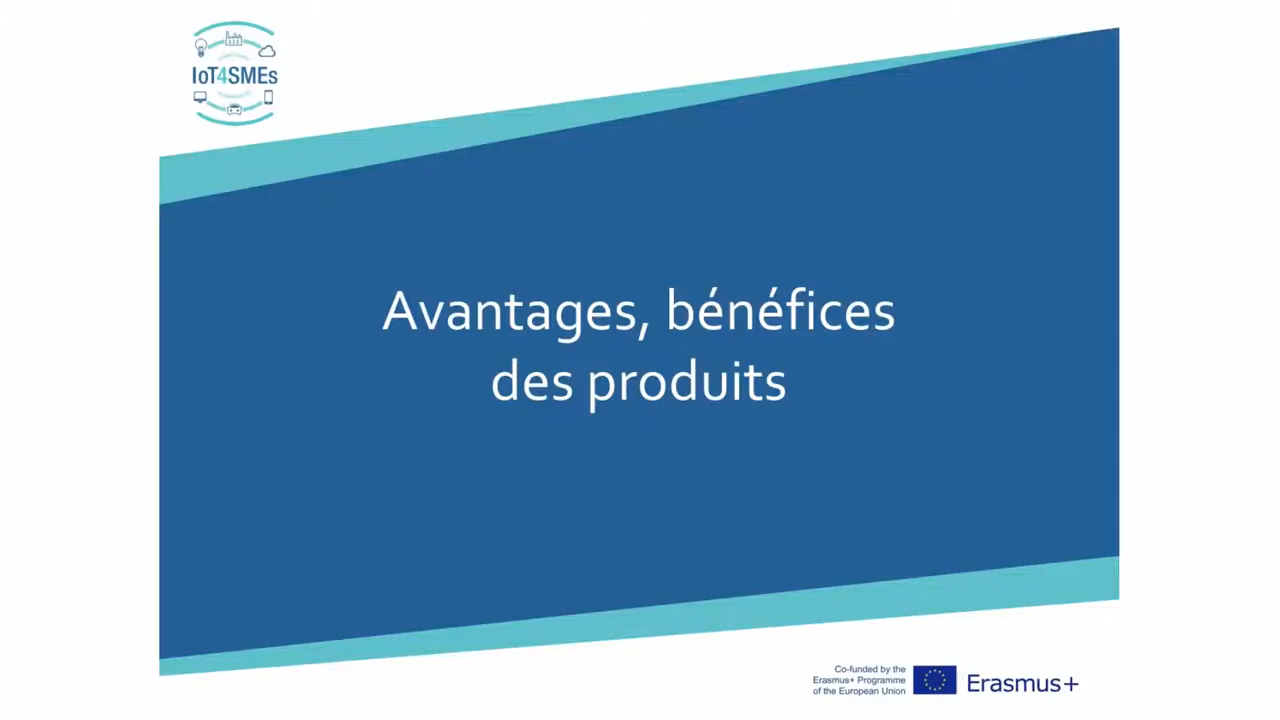 IoT4SMEs
Avantages, bénéfices
des produits
Co-funded by the
Erasmus+ Programme
of the European Union
Erasmus+